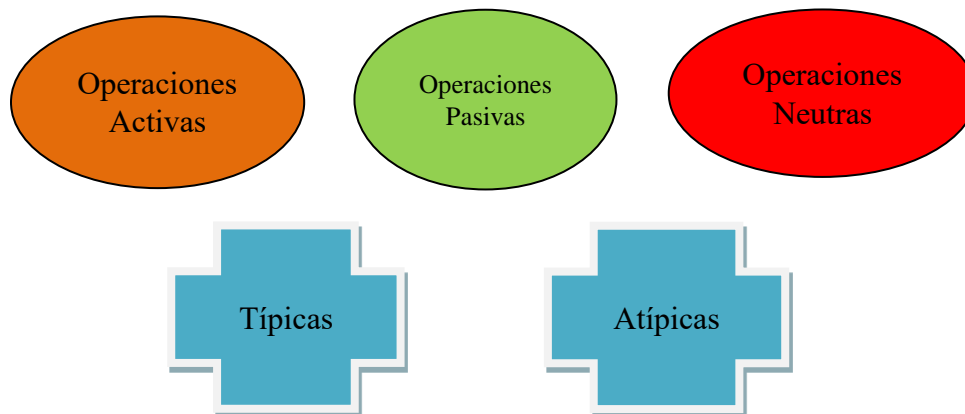 Operaciones
Activas
Operaciones
Pasivas
Operaciones
Neutras
Típicas
Atípicas